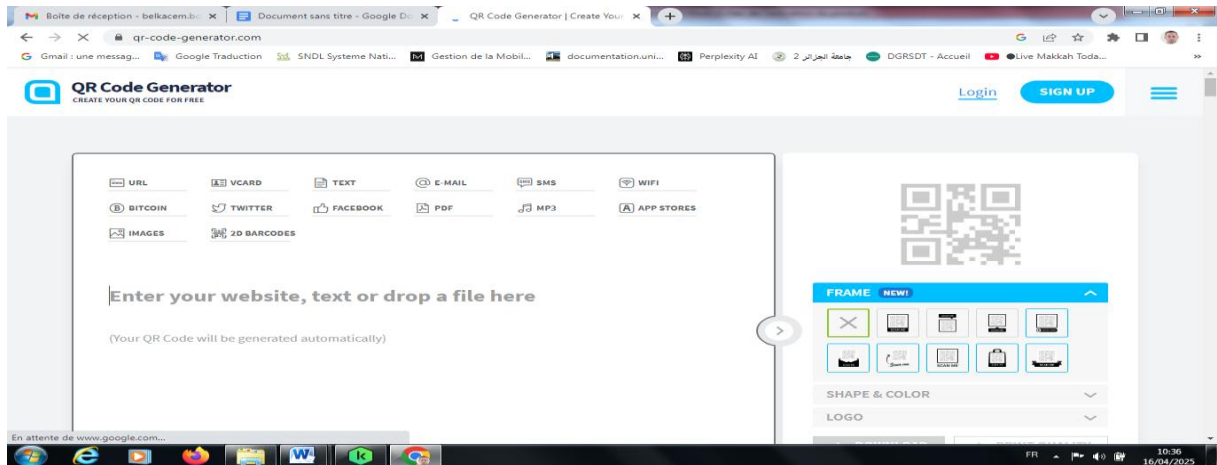 Boîte de réception - belkacem.bo
Document sans titre - Google Do
QR Code Generator | Create Your
qr-code-generator.com
Gmail : une messag...
Google Traduction
SNDL Systeme Nati...
Gestion de la Mobil...
documentation.uni...
Perplexity AI
جامعة الجزائر 2
DGRSDT - Accueil
Live Makkah Toda...
QR Code Generator
CREATE YOUR QR CODE FOR FREE
Login
SIGN UP
URL
VCARD
TEXT
E-MAIL
SMS
WIFI
BITCOIN
TWITTER
FACEBOOK
PDF
MP3
APP STORES
IMAGES
2D BARCODES
Enter your website, text or drop a file here
(Your QR Code will be generated automatically)
FRAME NEW!
SCAN ME
SHAPE & COLOR
LOGO
En attente de www.google.com...
FR
10:36
16/04/2025